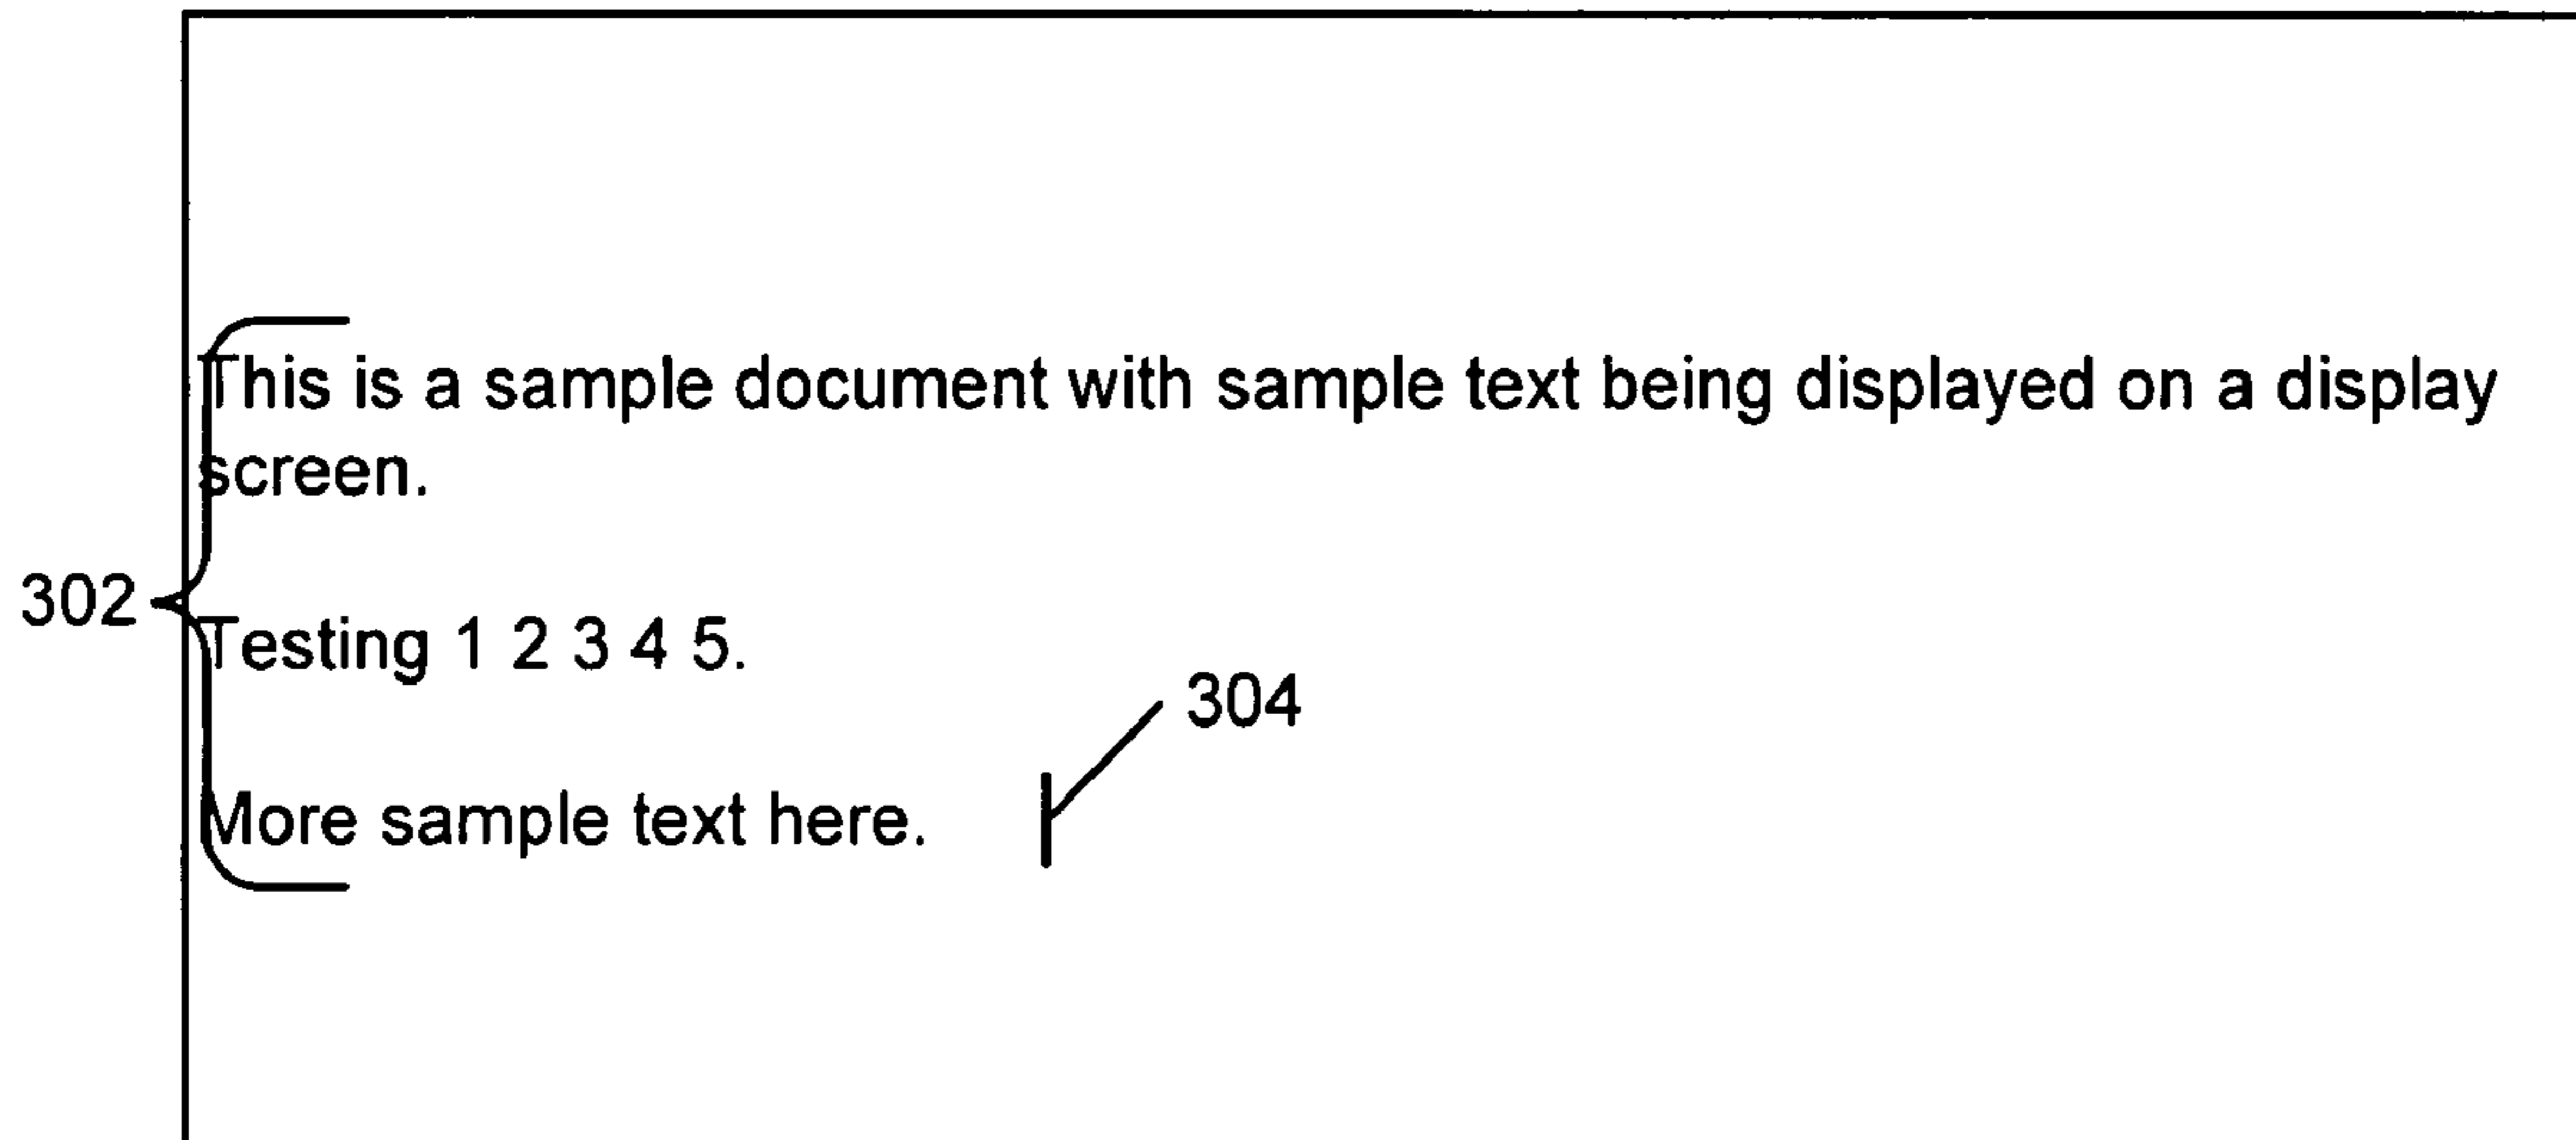 This is a sample document with sample text being displayed on a display
screen.
302
Testing 1 2 3 4 5.
304
More sample text here.